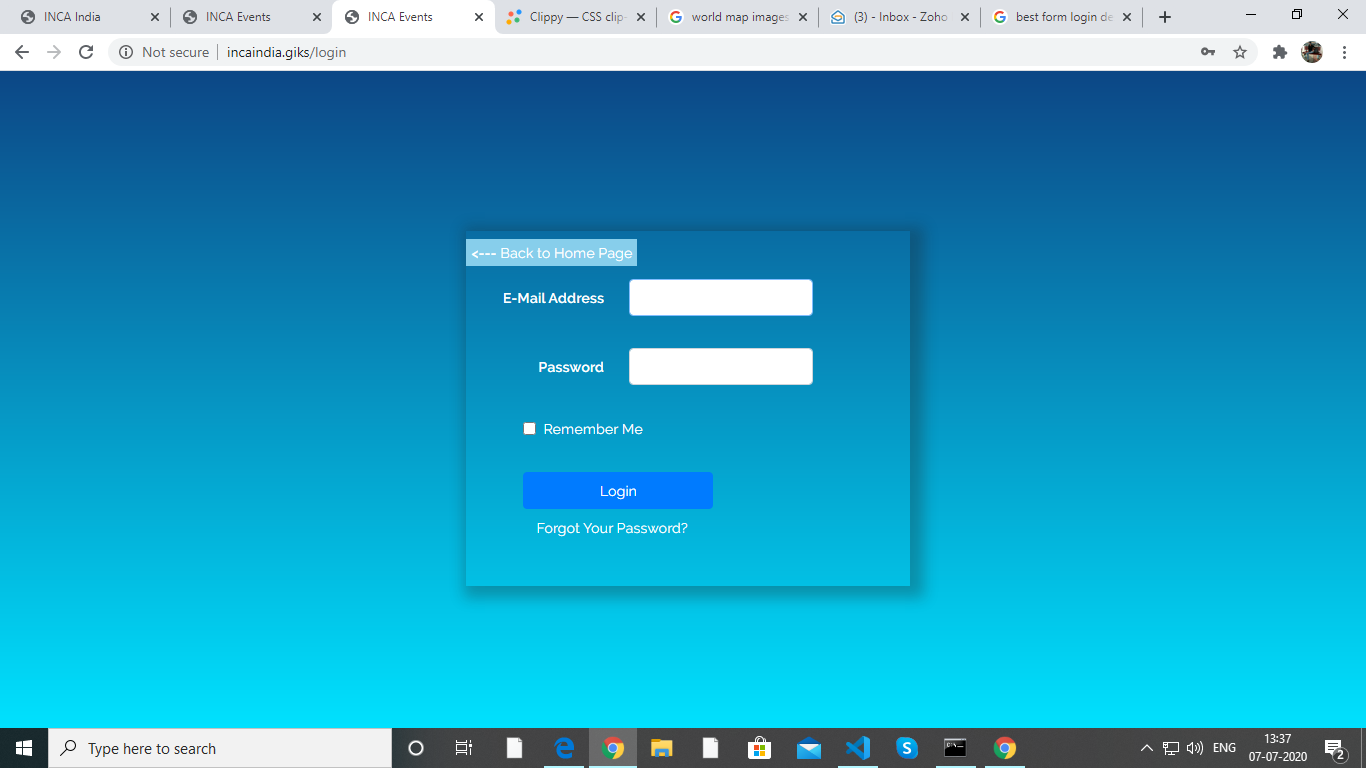 INCA India
INCA Events
INCA Events
Clippy — CSS clip-
world map images
(3) - Inbox - Zoho
best form login de
Not secure
incaindia.giks/login
<--- Back to Home Page
E-Mail Address
Password
Remember Me
Login
Forgot Your Password?
Type here to search
ENG
13:37
07-07-2020
2